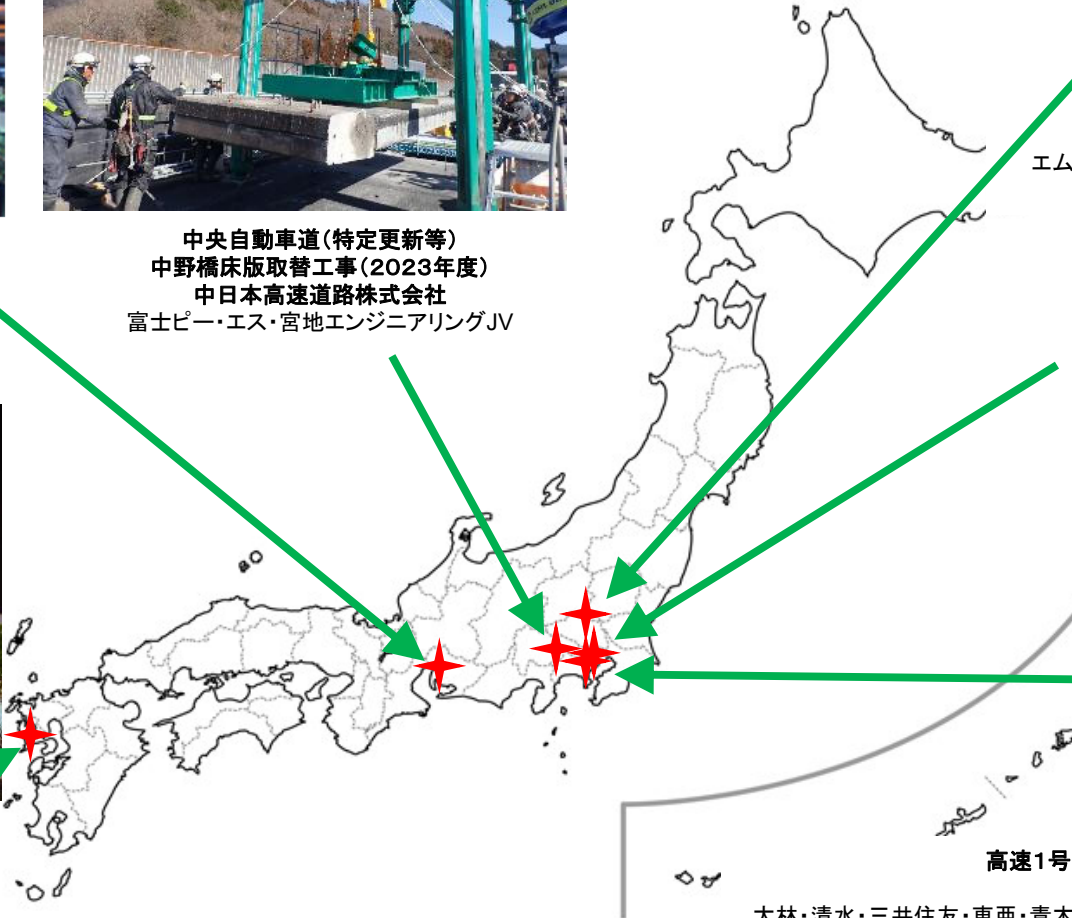 中央自動車道(特定更新等)
中野橋床版取替工事(2023年度)
中日本高速道路株式会社
富士ピー・エス・宮地エンジニアリングJV
エム
高速1号
大林・清水・三井住友・東亜・青木